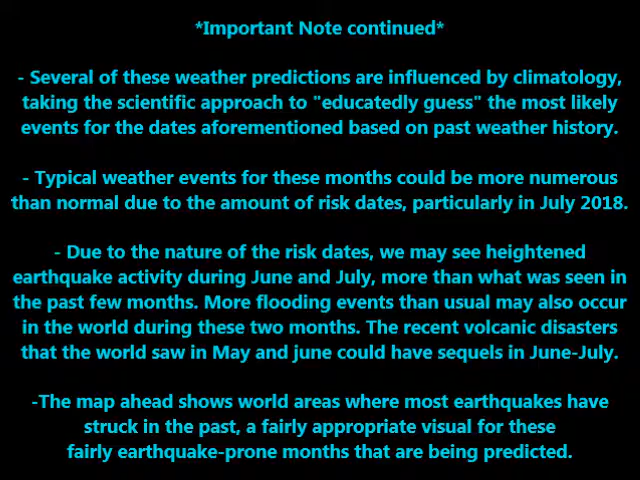 *Important Note continued*
- Several of these weather predictions are influenced by climatology,
taking the scientific approach to "educatedly guess" the most likely
events for the dates aforementioned based on past weather history.
- Typical weather events for these months could be more numerous
than normal due to the amount of risk dates, particularly in July 2018.
- Due to the nature of the risk dates, we may see heightened
earthquake activity during June and July, more than what was seen in
the past few months. More flooding events than usual may also occur
in the world during these two months. The recent volcanic disasters
that the world saw in May and june could have sequels in June-July.
-The map ahead shows world areas where most earthquakes have
struck in the past, a fairly appropriate visual for these
fairly earthquake-prone months that are being predicted.